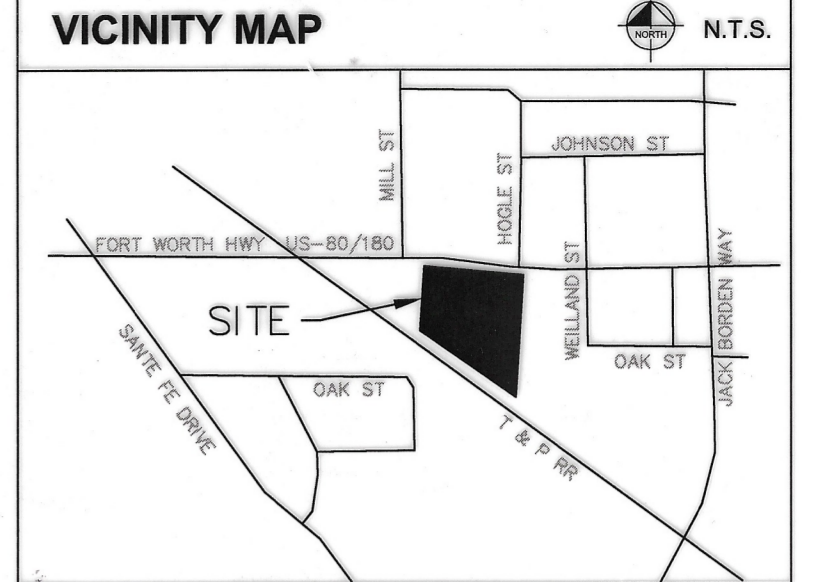 VICINITY MAP
NORTH
N.T.S.
MILL ST
HOGLE ST
JOHNSON ST
FORT WORTH HWY US-80/180
WEILLAND ST
JACK BORDEN WAY
SITE
SANTE FE DRIVE
OAK ST
OAK ST
T & P RR